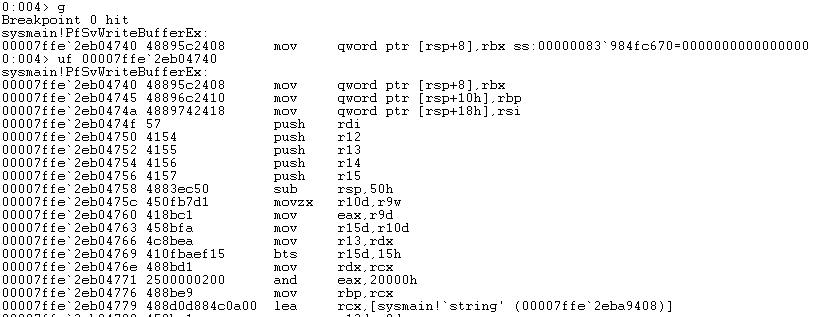 0:004> g
Breakpoint 0 hit
sysmain!PfSvWriteBufferEx:
00007ffe`2eb04740 48895c2408 mov qword ptr [rsp+8],rbx ss:00000083`984fc670=0000000000000000
0:004> uf 00007ffe`2eb04740
sysmain!PfSvWriteBufferEx:
00007ffe`2eb04740 48895c2408 mov qword ptr [rsp+8],rbx
00007ffe`2eb04745 48896c2410 mov qword ptr [rsp+10h],rbp
00007ffe`2eb0474a 4889742418 mov qword ptr [rsp+18h],rsi
00007ffe`2eb0474f 57 push rdi
00007ffe`2eb04750 4154 push r12
00007ffe`2eb04752 4155 push r13
00007ffe`2eb04754 4156 push r14
00007ffe`2eb04756 4157 push r15
00007ffe`2eb04758 4883ec50 sub rsp,50h
00007ffe`2eb0475c 450fb7d1 movzx r10d,r9w
00007ffe`2eb04760 418bc1 mov eax,r9d
00007ffe`2eb04763 458bfa mov r15d,r10d
00007ffe`2eb04766 4c8bea mov r13,rdx
00007ffe`2eb04769 410fbaef15 bts r15d,15h
00007ffe`2eb0476e 488bd1 mov rdx,rcx
00007ffe`2eb04771 2500000200 and eax,20000h
00007ffe`2eb04776 488be9 mov rbp,rcx
00007ffe`2eb04779 488d0d884c0a00 lea rcx,[sysmain!`string' (00007ffe`2eba9408)]